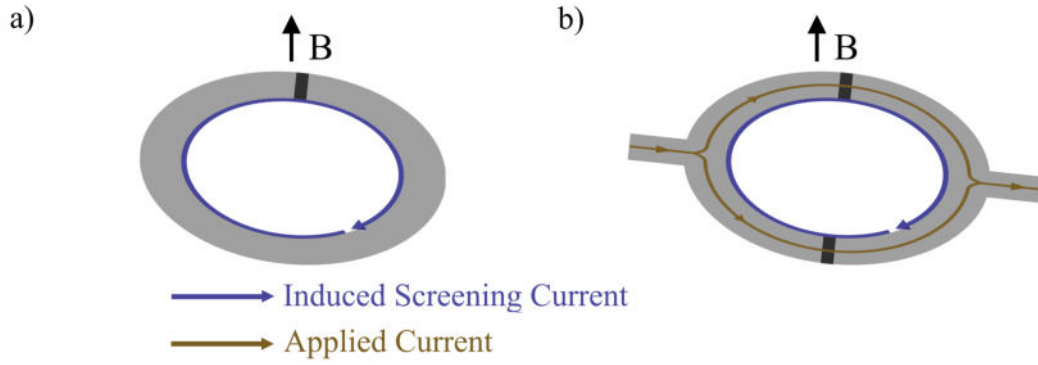 a)
B
b)
B
Induced Screening Current
Applied Current